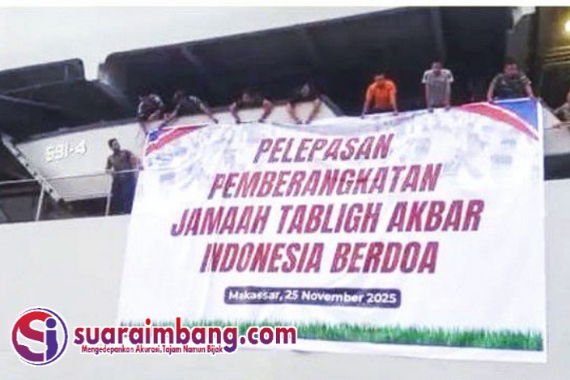 591-4
PELEPASAN
PEMBERANGKATAN
JAMAAH TABLIGH AKBAR
INDONESIA BERDOA
Makassar, 25 November 2025
Si suaraimbang.com
Mengedepankan Akurasi,Tajam Namun Bijak